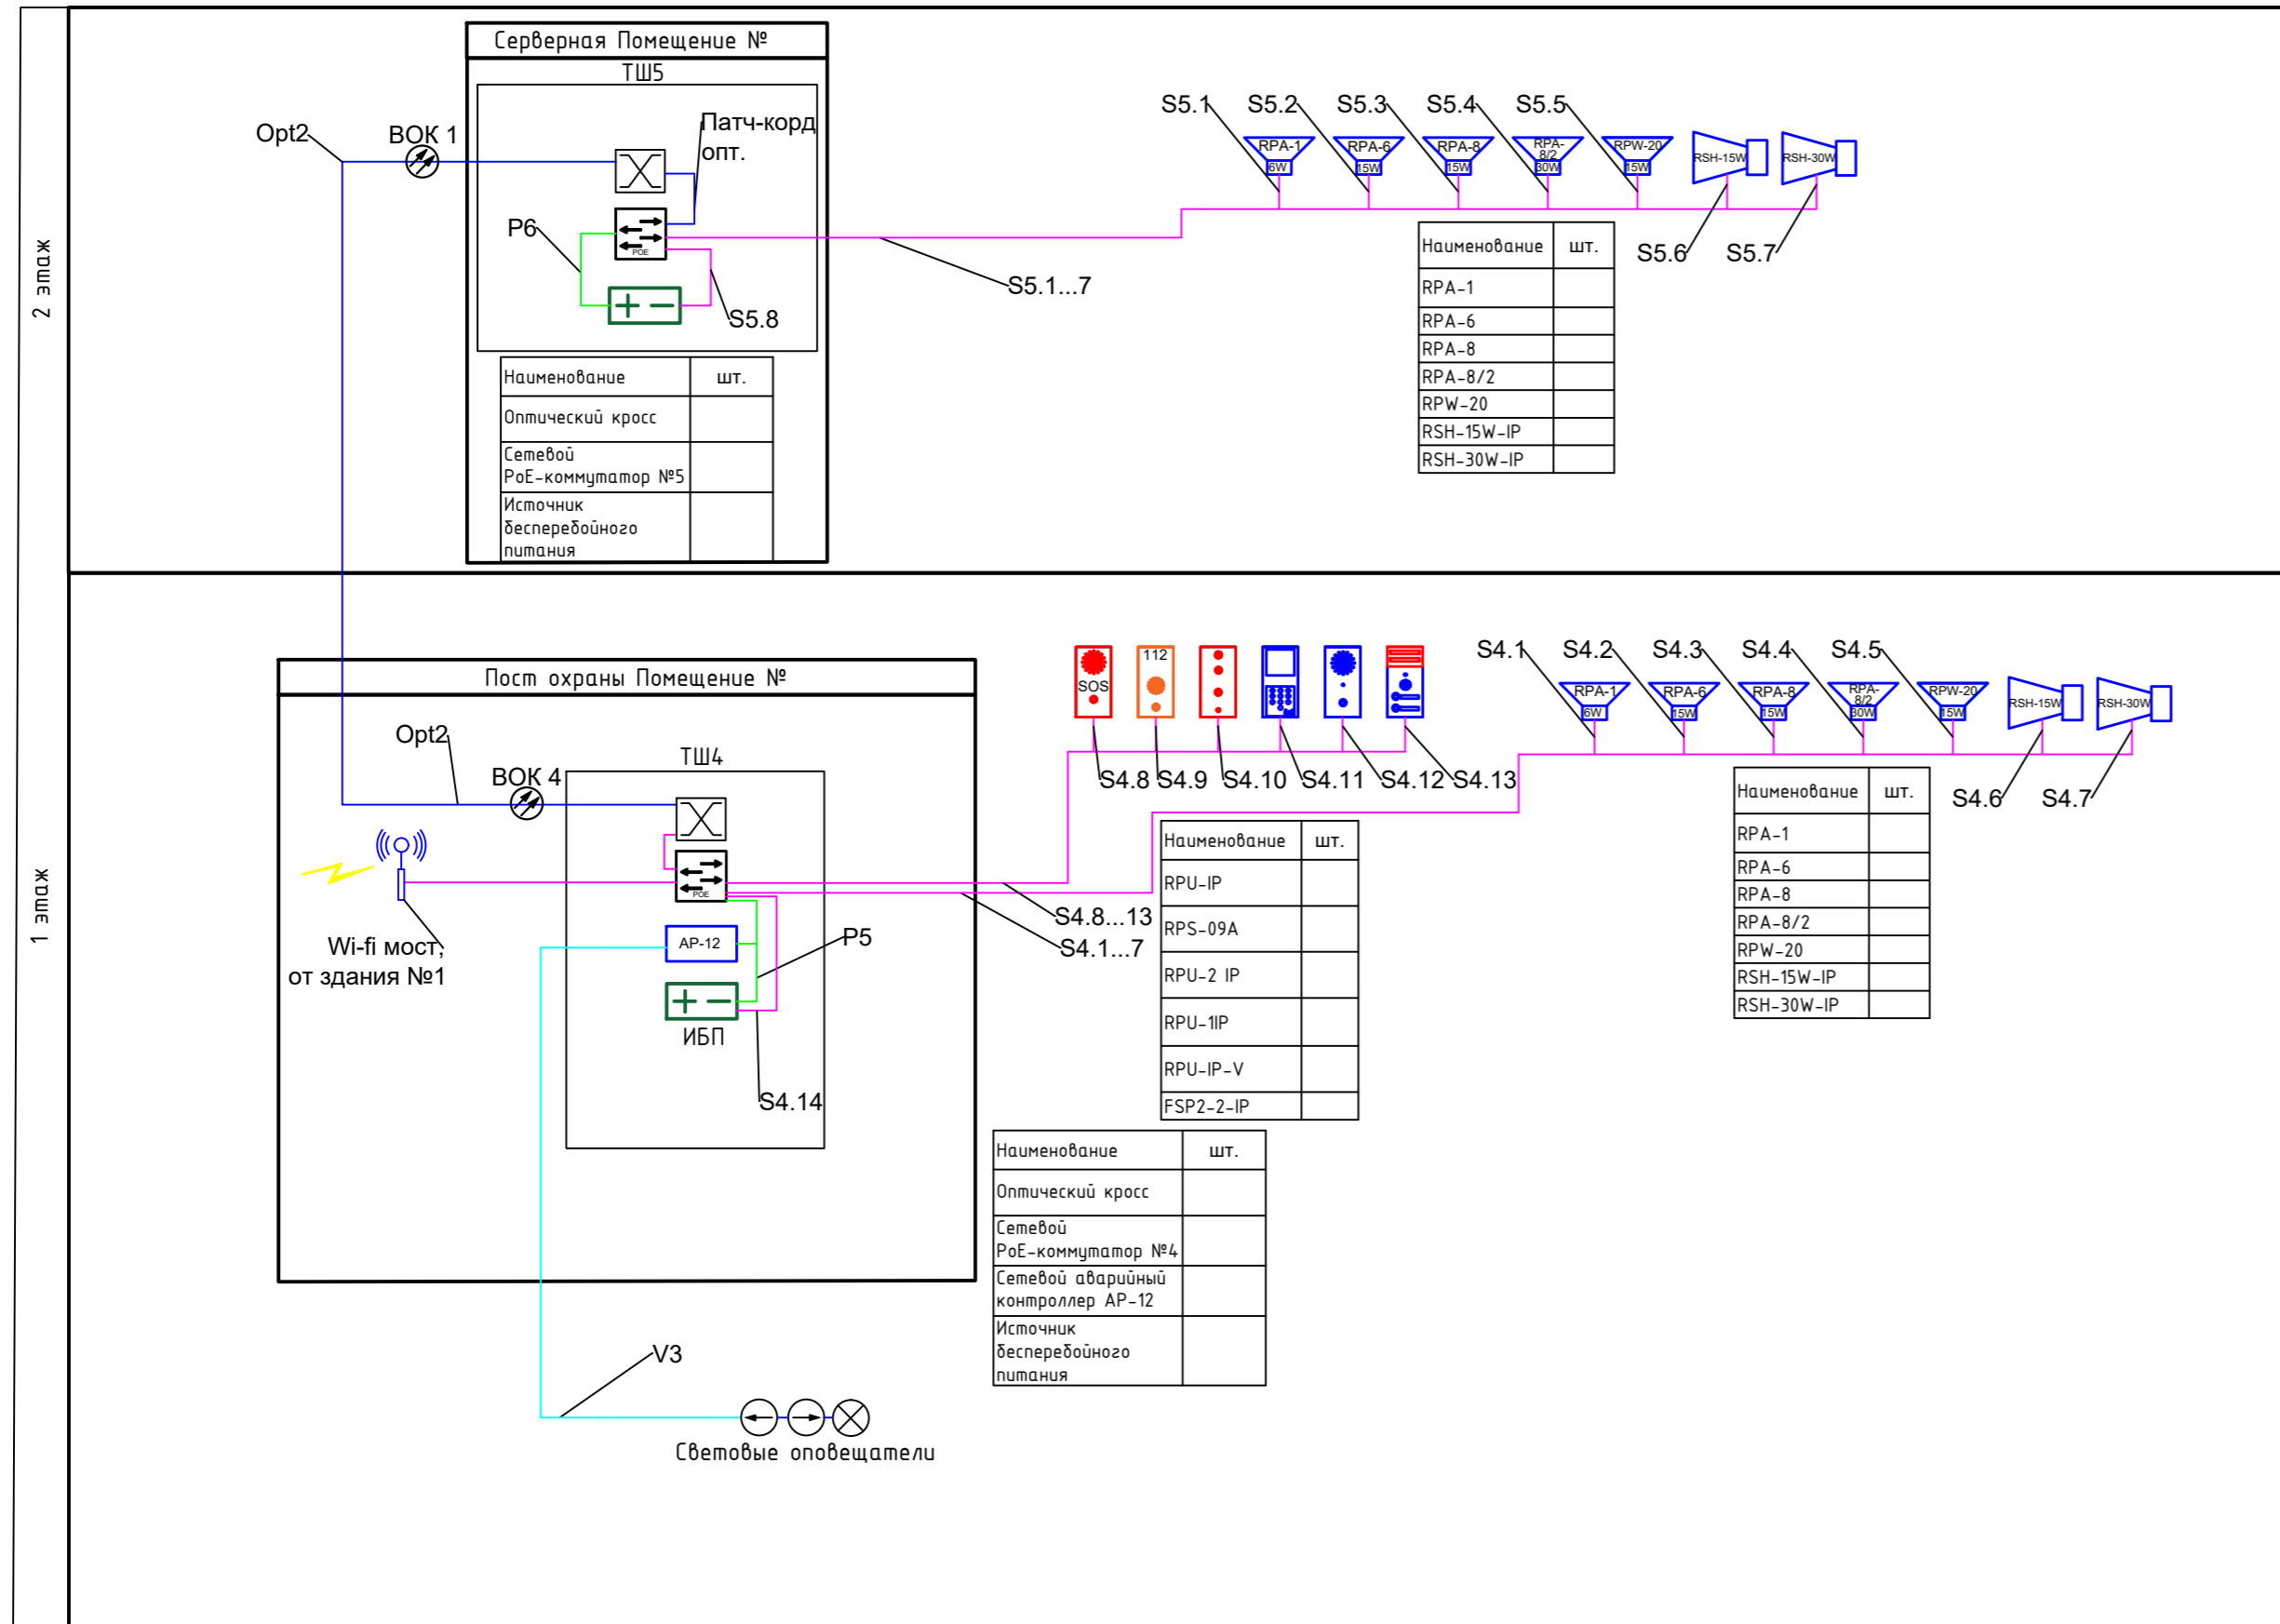 2 этаж
Серверная Помещение №
ТШ5
Opt2
ВОК 1
Патч-корд
опт.
P6
POE
S5.8
S5.1...7
Наименование шт.
Оптический кросс
Сетевой
PoE-коммутатор №5
Источник
бесперебойного
питания
S5.1 S5.2 S5.3 S5.4 S5.5
RPA-1
6W
RPA-6
15W
RPA-8
15W
RPA-
8/2
30W
RPW-20
15W
RSH-15W
RSH-30W
S5.6 S5.7
Наименование шт.
RPA-1
RPA-6
RPA-8
RPA-8/2
RPW-20
RSH-15W-IP
RSH-30W-IP
1 этаж
Пост охраны Помещение №
Opt2
ВОК 4
ТШ4
POE
Wi-fi мост,
от здания №1
AP-12
P5
ИБП
S4.14
S4.8...13
S4.1...7
SOS
112
S4.8 S4.9 S4.10 S4.11 S4.12 S4.13
S4.1 S4.2 S4.3 S4.4 S4.5
RPA-1
6W
RPA-6
15W
RPA-8
15W
RPA-
8/2
30W
RPW-20
15W
RSH-15W
RSH-30W
S4.6 S4.7
Наименование шт.
RPU-IP
RPS-09A
RPU-2 IP
RPU-1IP
RPU-IP-V
FSP2-2-IP
Наименование шт.
RPA-1
RPA-6
RPA-8
RPA-8/2
RPW-20
RSH-15W-IP
RSH-30W-IP
Наименование шт.
Оптический кросс
Сетевой
PoE-коммутатор №4
Сетевой аварийный
контроллер AP-12
Источник
бесперебойного
питания
V3
Световые оповещатели